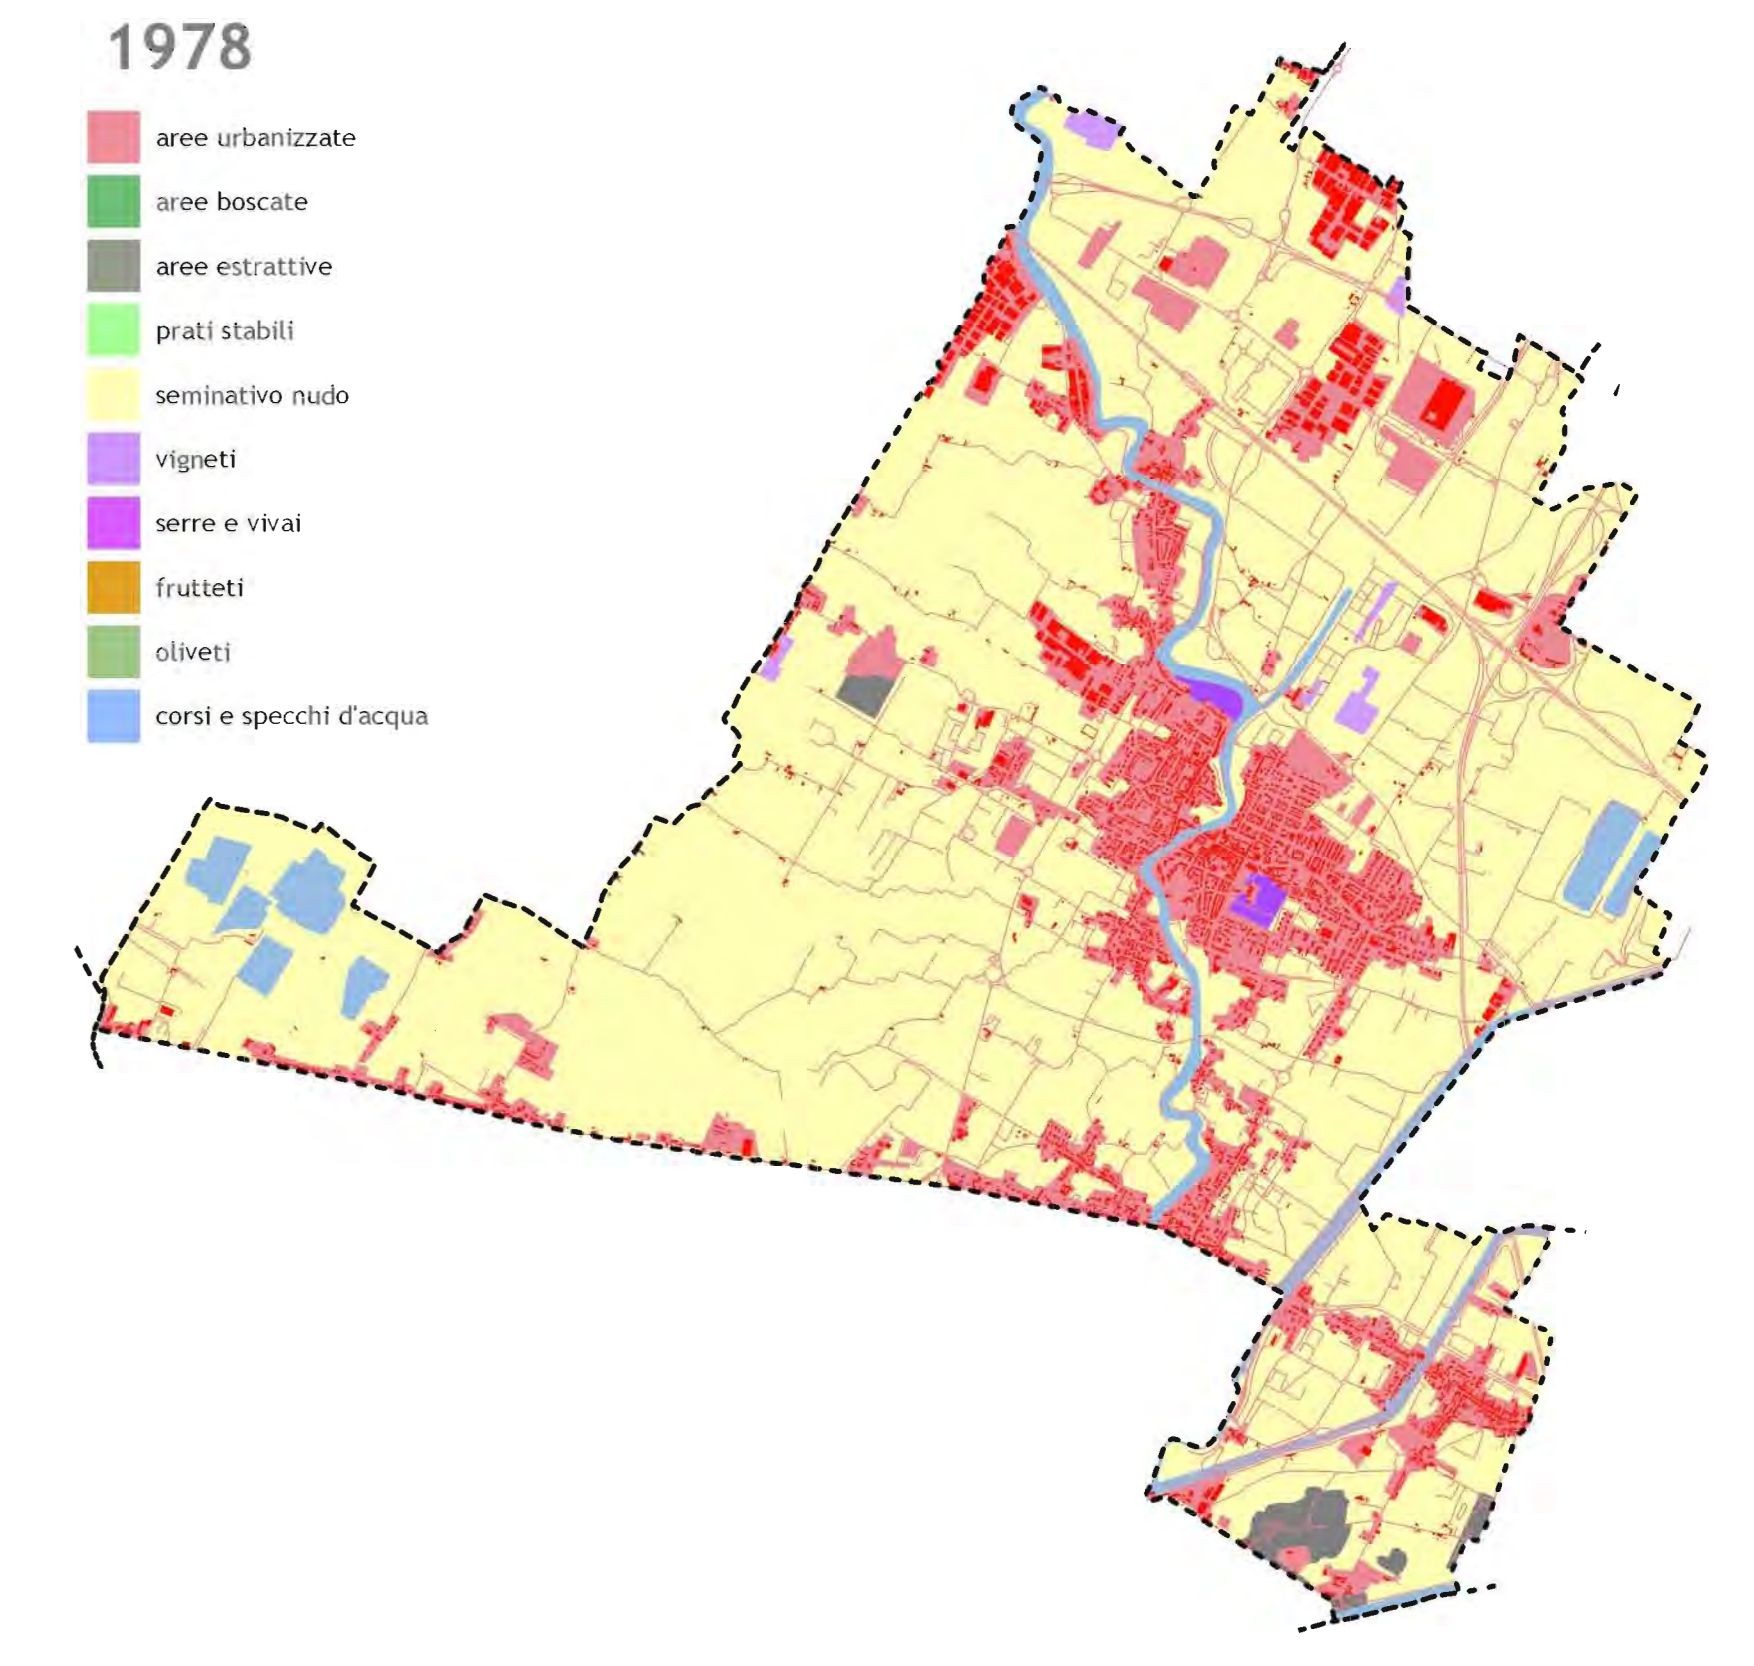 1978
aree urbanizzate
aree boscate
aree estrattive
prati stabili
seminativo nudo
vigneti
serre e vivai
frutteti
oliveti
corsi e specchi d'acqua